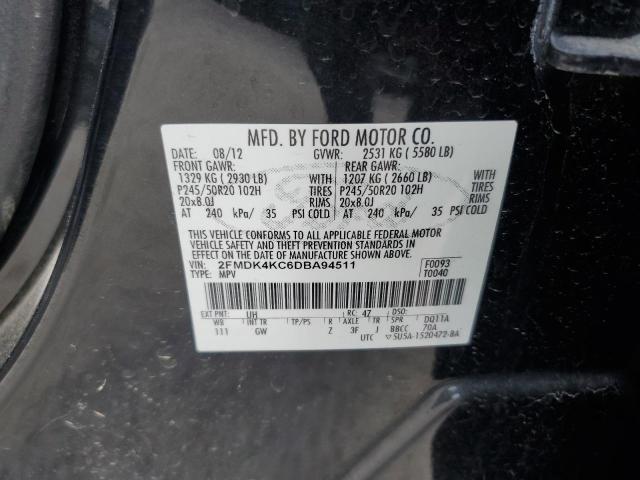 MFD. BY FORD MOTOR CO.
DATE: 08/12 GVWR: 2531 KG ( 5580 LB)
FRONT GAWR: REAR GAWR:
1329 KG ( 2930 LB) 1207 KG ( 2660 LB)
P245/50R20 102H TIRES P245/50R20 102H TIRES
20x8.0J RIMS 20x8.0J RIMS
AT 240 kPa/ 35 PSI COLD AT 240 kPa/ 35 PSI COLD
THIS VEHICLE CONFORMS TO ALL APPLICABLE FEDERAL MOTOR
VEHICLE SAFETY AND THEFT PREVENTION STANDARDS IN
EFFECT ON THE DATE OF MANUFACTURE SHOWN ABOVE.
VIN: 2FMDK4KC6DBA94511 F0093
TYPE: MPV T0040
EXT PNT: UH RC: 47 DSO:
WB INT TR TP/PS R AXLE TR SPR DQ11A
111 GW Z 3F J BBCC 70A
UTC 5U5A-1520472-BA